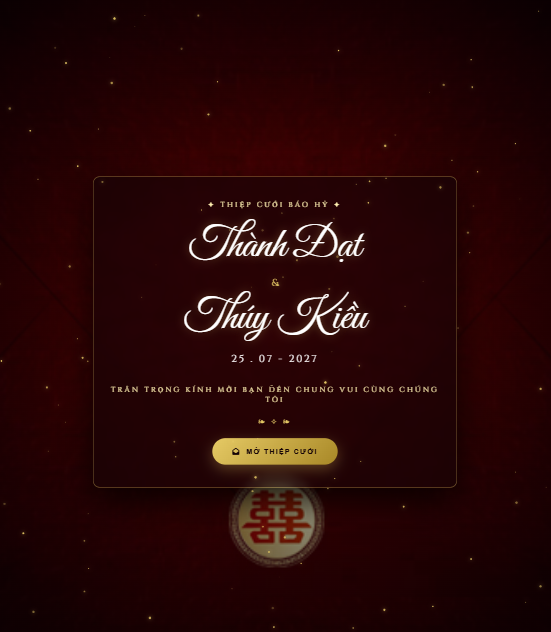 ✦ THIỆP CƯỚI BÁO HỶ ✦
Thành Đạt
&
Thúy Kiều
25 . 07 - 2027
TRÂN TRỌNG KÍNH MỜI BẠN ĐẾN CHUNG VUI CÙNG CHÚNG
TÔI
MỞ THIỆP CƯỚI
囍